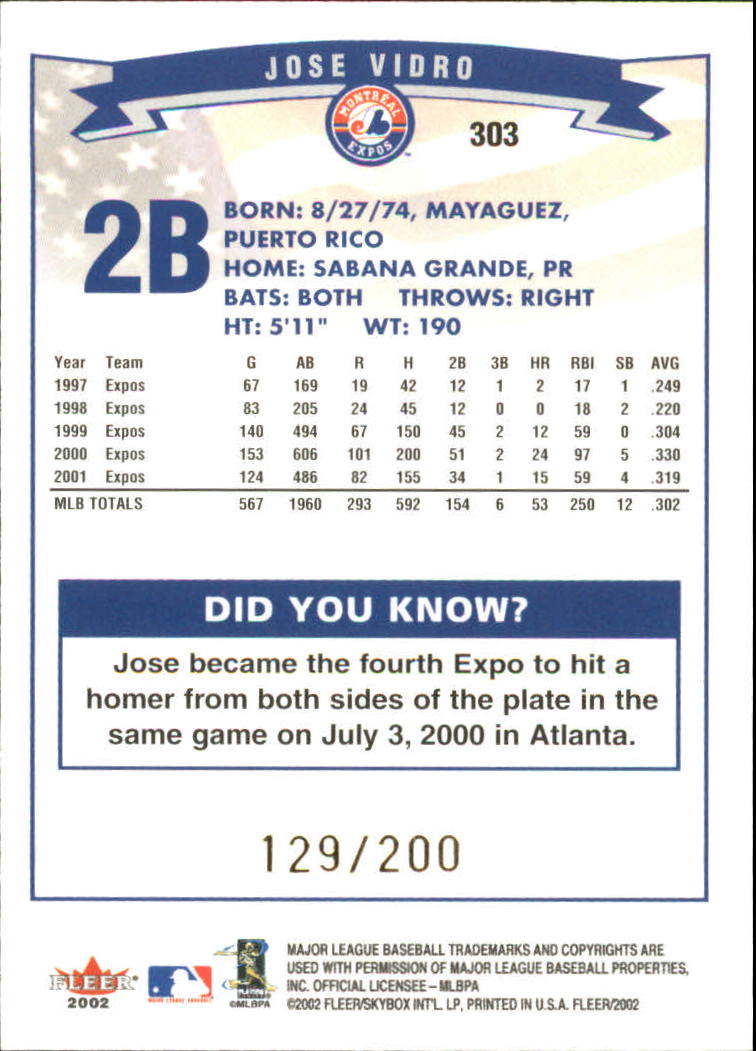 JOSE VIDRO
MONTRÉAL
EXPOS
303
2B
BORN: 8/27/74, MAYAGUEZ,
PUERTO RICO
HOME: SABANA GRANDE, PR
BATS: BOTH THROWS: RIGHT
HT: 5'11" WT: 190
Year Team G AB R H 2B 3B HR RBI SB AVG
1997 Expos 67 169 19 42 12 1 2 17 1 .249
1998 Expos 83 205 24 45 12 0 0 18 2 .220
1999 Expos 140 494 67 150 45 2 12 59 0 .304
2000 Expos 153 606 101 200 51 2 24 97 5 .330
2001 Expos 124 486 82 155 34 1 15 59 4 .319
MLB TOTALS 567 1960 293 592 154 6 53 250 12 .302
DID YOU KNOW?
Jose became the fourth Expo to hit a
homer from both sides of the plate in the
same game on July 3, 2000 in Atlanta.
129/200
FLEER
2002
MAJOR LEAGUE BASEBALL
©MLBPA
MAJOR LEAGUE BASEBALL TRADEMARKS AND COPYRIGHTS ARE
USED WITH PERMISSION OF MAJOR LEAGUE BASEBALL PROPERTIES,
INC. OFFICIAL LICENSEE – MLBPA
©2002 FLEER/SKYBOX INT'L. LP, PRINTED IN U.S.A. FLEER/2002